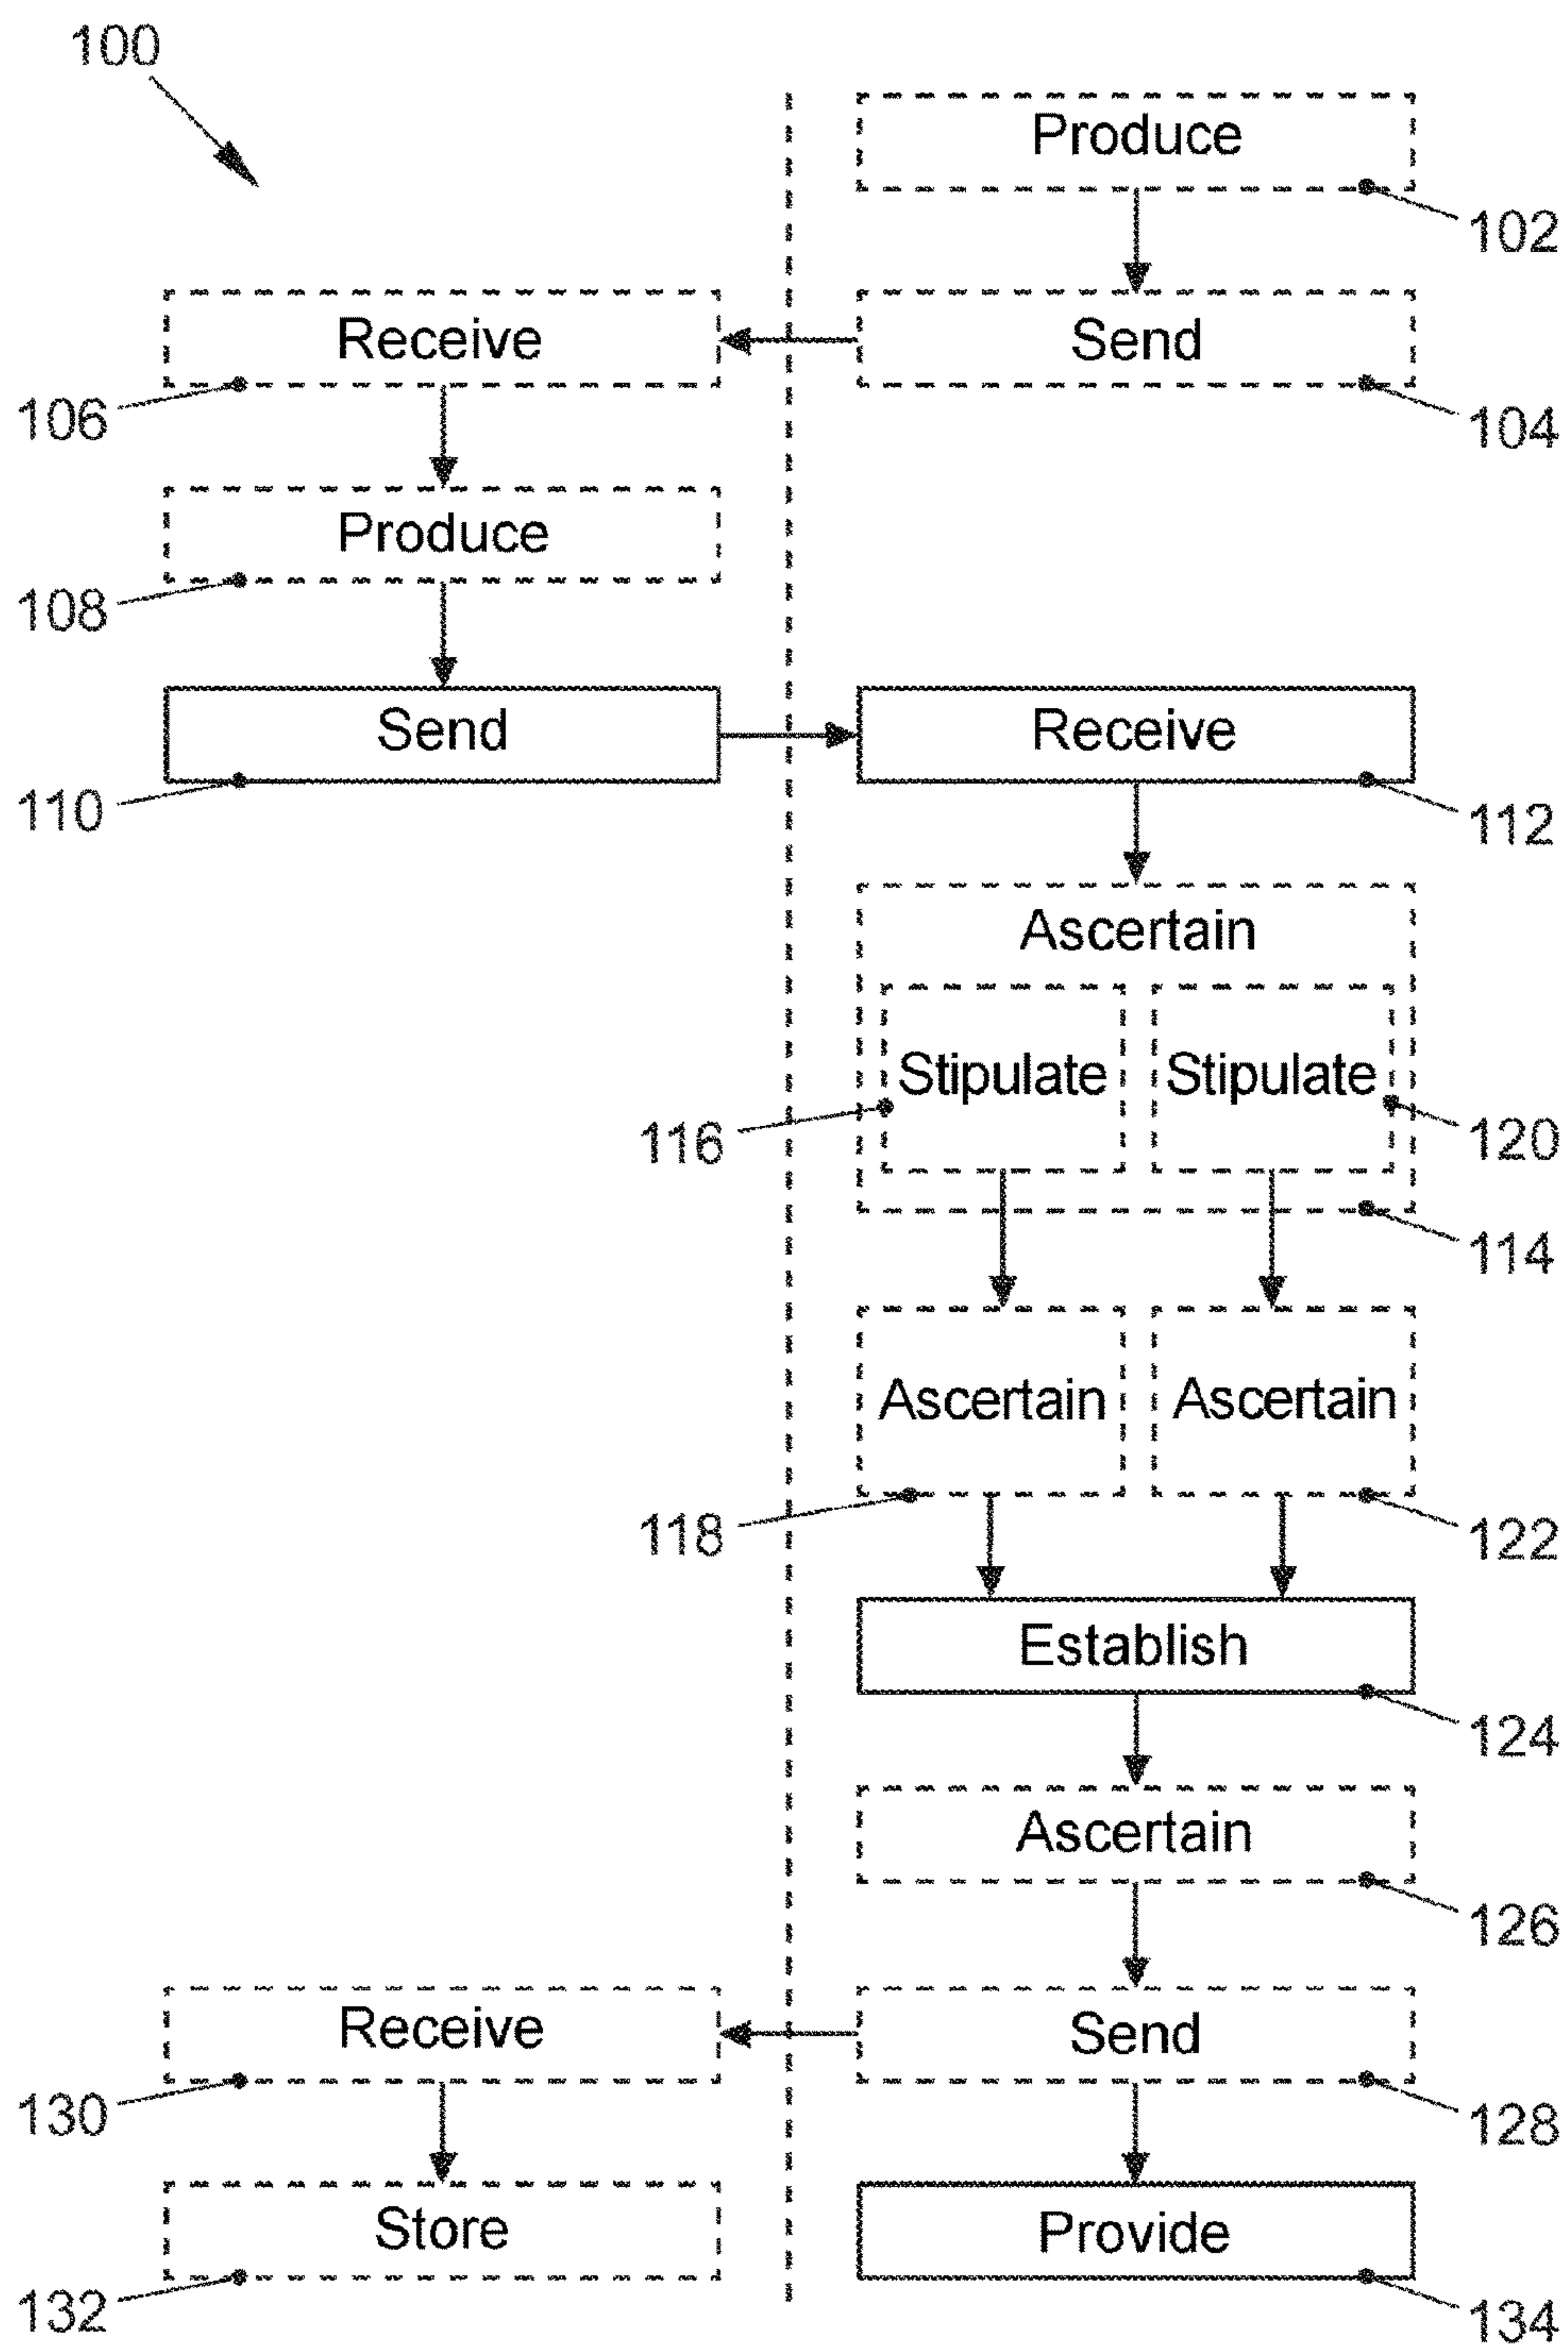 100
Produce
102
Receive
Send
106
104
Produce
108
Send
Receive
110
112
Ascertain
Stipulate
Stipulate
116
120
114
Ascertain
Ascertain
118
122
Establish
124
Ascertain
126
Receive
Send
130
128
Store
Provide
132
134